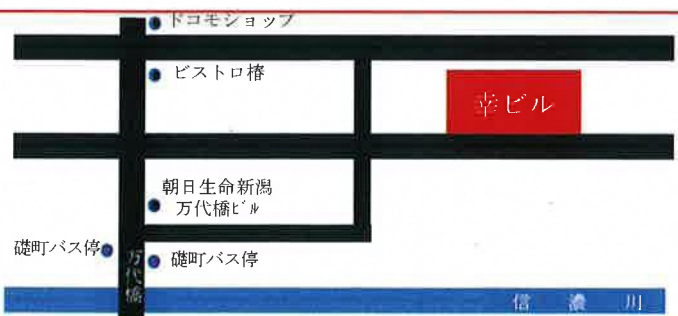 ドコモショップ
ビストロ椿
幸ビル
朝日生命新潟
万代橋ビル
礎町バス停
礎町バス停
万代橋
信濃川